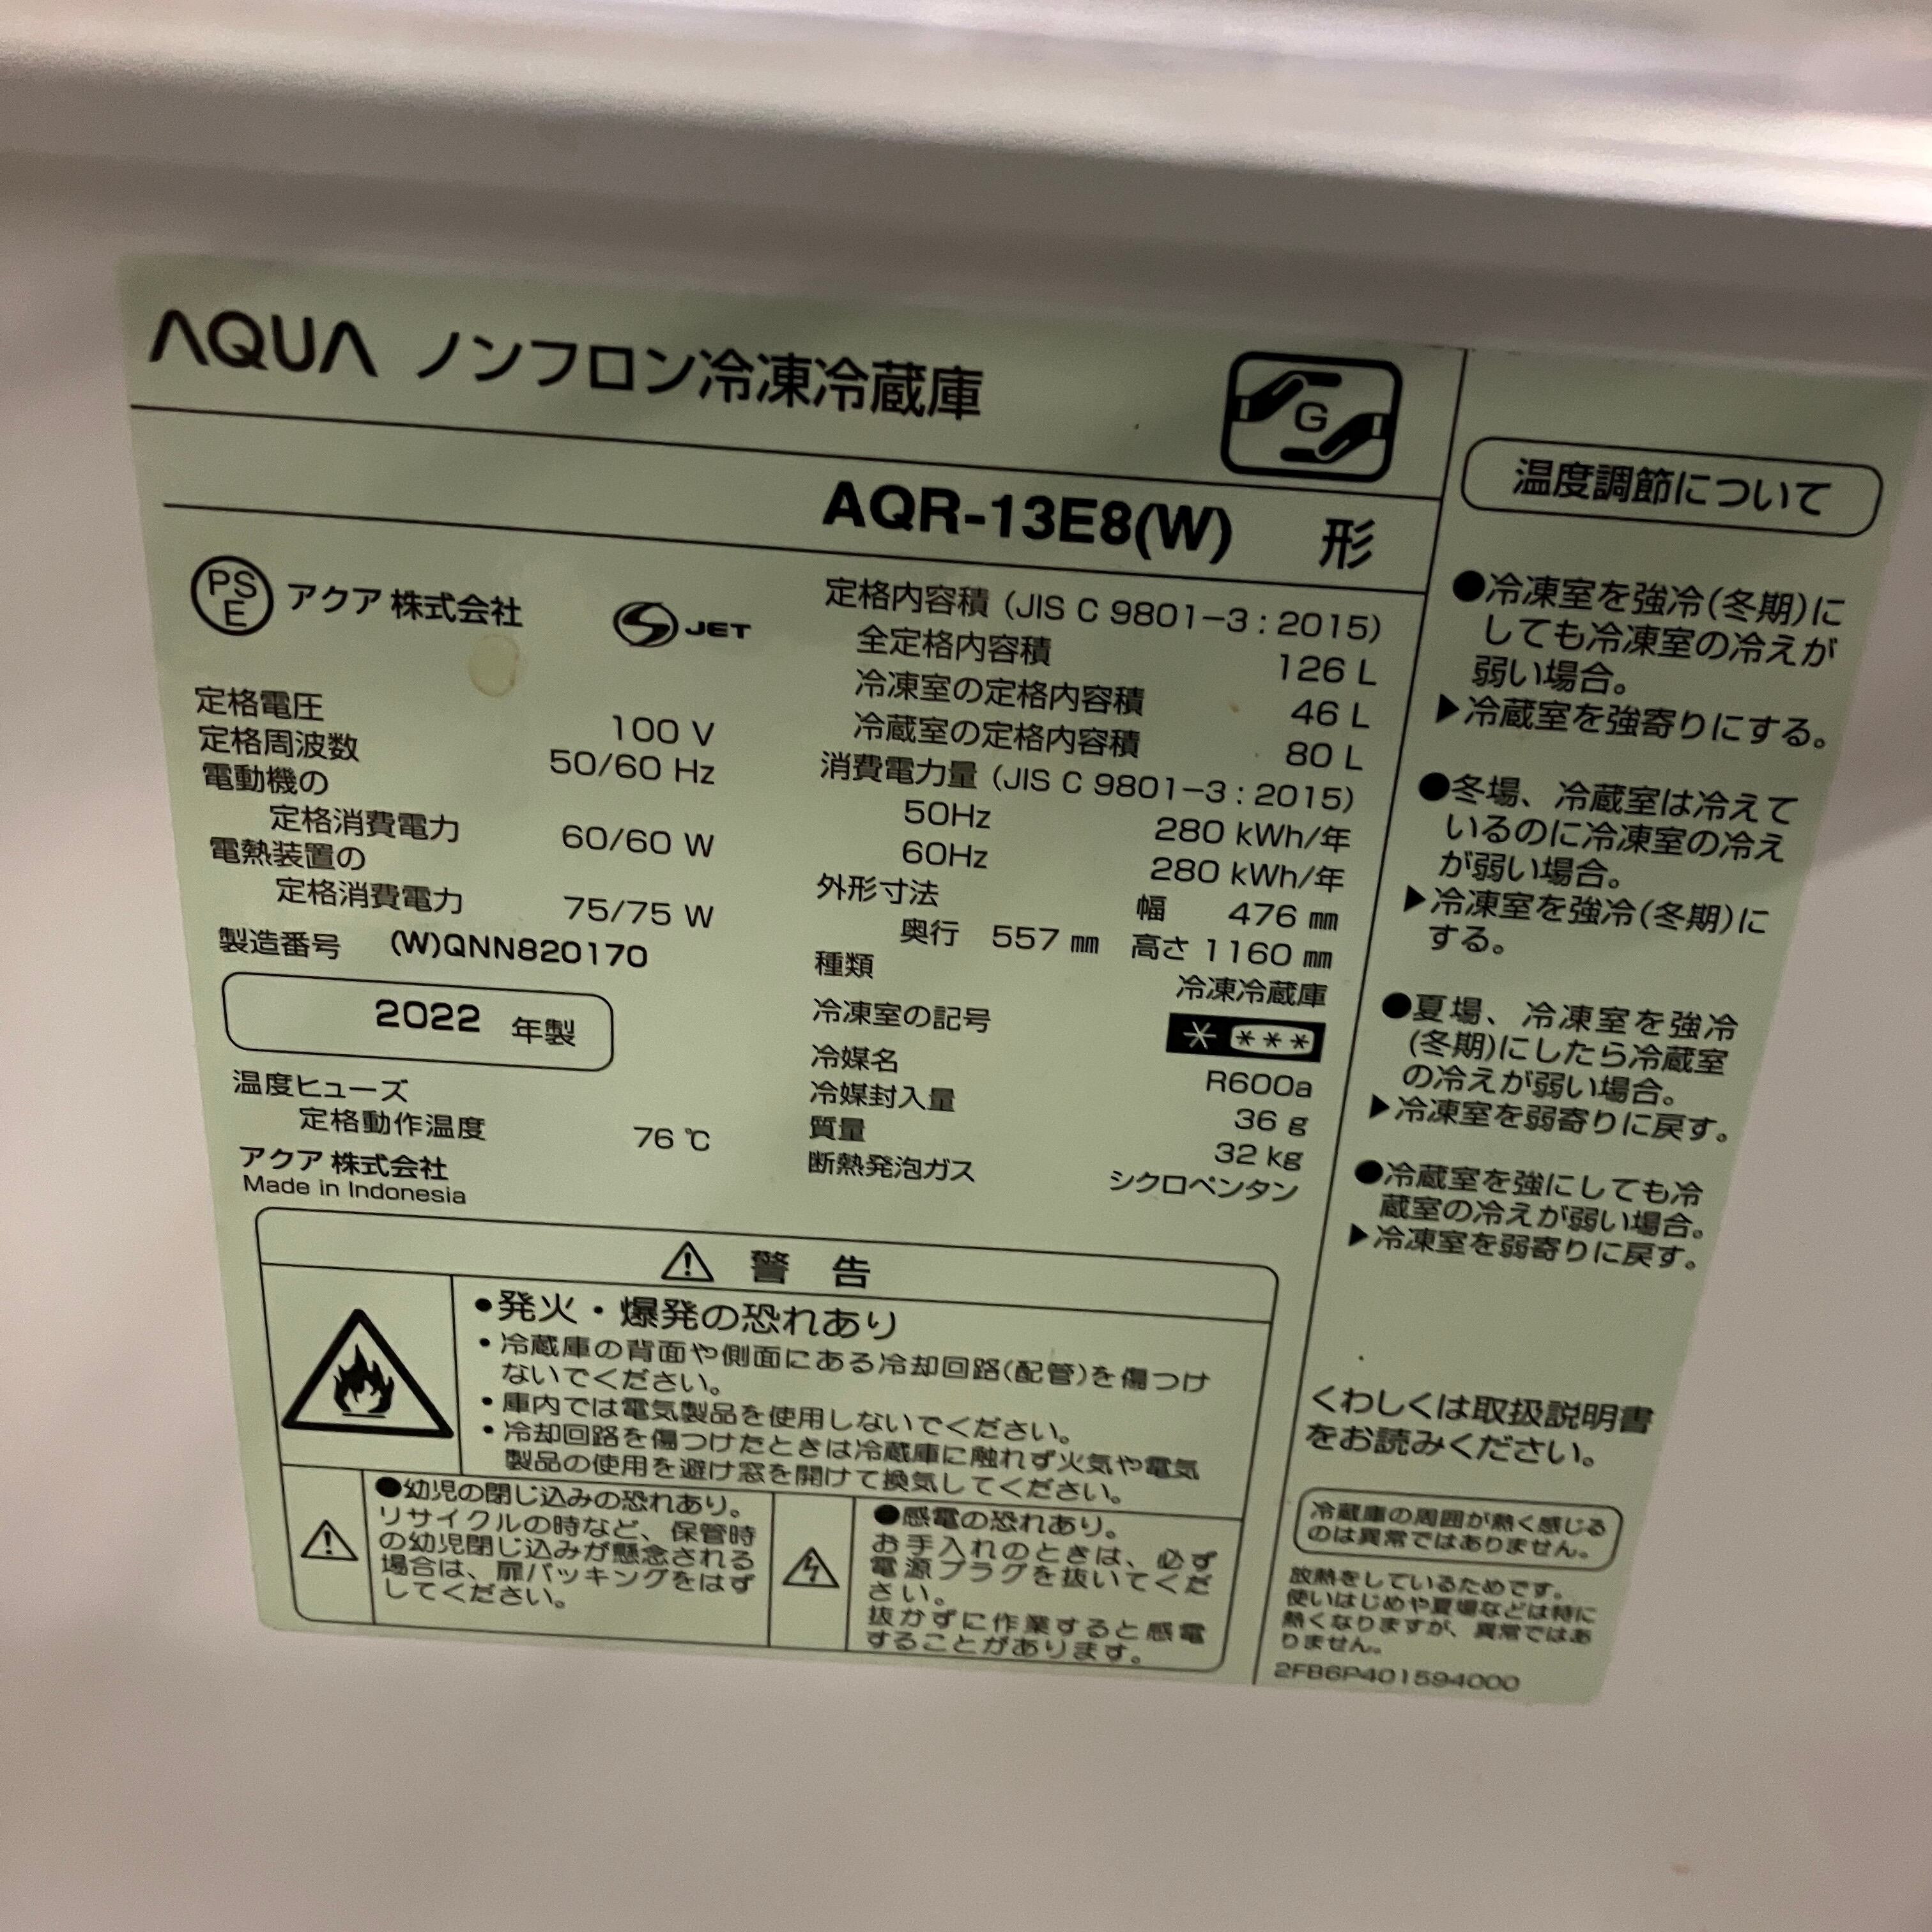 AQUA ノンフロン冷凍冷蔵庫
G
AQR-13E8(W) 形
PS
E
アクア 株式会社
S JET
定格電圧 100 V
定格周波数 50/60 Hz
電動機の
定格消費電力 60/60 W
電熱装置の
定格消費電力 75/75 W
製造番号 (W)QNN820170
2022 年製
温度ヒューズ
定格動作温度 76 ℃
アクア 株式会社
Made in Indonesia
定格内容積 (JIS C 9801-3 : 2015)
全定格内容積 126 L
冷凍室の定格内容積 46 L
冷蔵室の定格内容積 80 L
消費電力量 (JIS C 9801-3 : 2015)
50Hz 280 kWh/年
60Hz 280 kWh/年
外形寸法 幅 476 ㎜
奥行 557 ㎜ 高さ 1160 ㎜
種類 冷凍冷蔵庫
冷凍室の記号 * ***
冷媒名 R600a
冷媒封入量 36 g
質量 32 kg
断熱発泡ガス シクロペンタン
警 告
●発火・爆発の恐れあり
・冷蔵庫の背面や側面にある冷却回路(配管)を傷つけ
ないでください。
・庫内では電気製品を使用しないでください。
・冷却回路を傷つけたときは冷蔵庫に触れず火気や電気
製品の使用を避け窓を開けて換気してください。
●幼児の閉じ込みの恐れあり。
リサイクルの時など、保管時
の幼児閉じ込みが懸念される
場合は、扉パッキングをはず
してください。
●感電の恐れあり。
お手入れのときは、必ず
電源プラグを抜いてくだ
さい。
抜かずに作業すると感電
することがあります。
温度調節について
●冷凍室を強冷(冬期)に
しても冷凍室の冷えが
弱い場合。
▶冷蔵室を強寄りにする。
●冬場、冷蔵室は冷えて
いるのに冷凍室の冷え
が弱い場合。
▶冷凍室を強冷(冬期)に
する。
●夏場、冷凍室を強冷
(冬期)にしたら冷蔵室
の冷えが弱い場合。
▶冷凍室を弱寄りに戻す。
●冷蔵室を強にしても冷
蔵室の冷えが弱い場合。
▶冷凍室を弱寄りに戻す。
くわしくは取扱説明書
をお読みください。
冷蔵庫の周囲が熱く感じる
のは異常ではありません。
放熱をしているためです。
使いはじめや夏場などは特に
熱くなりますが、異常ではあ
りません。
2FB6P401594000